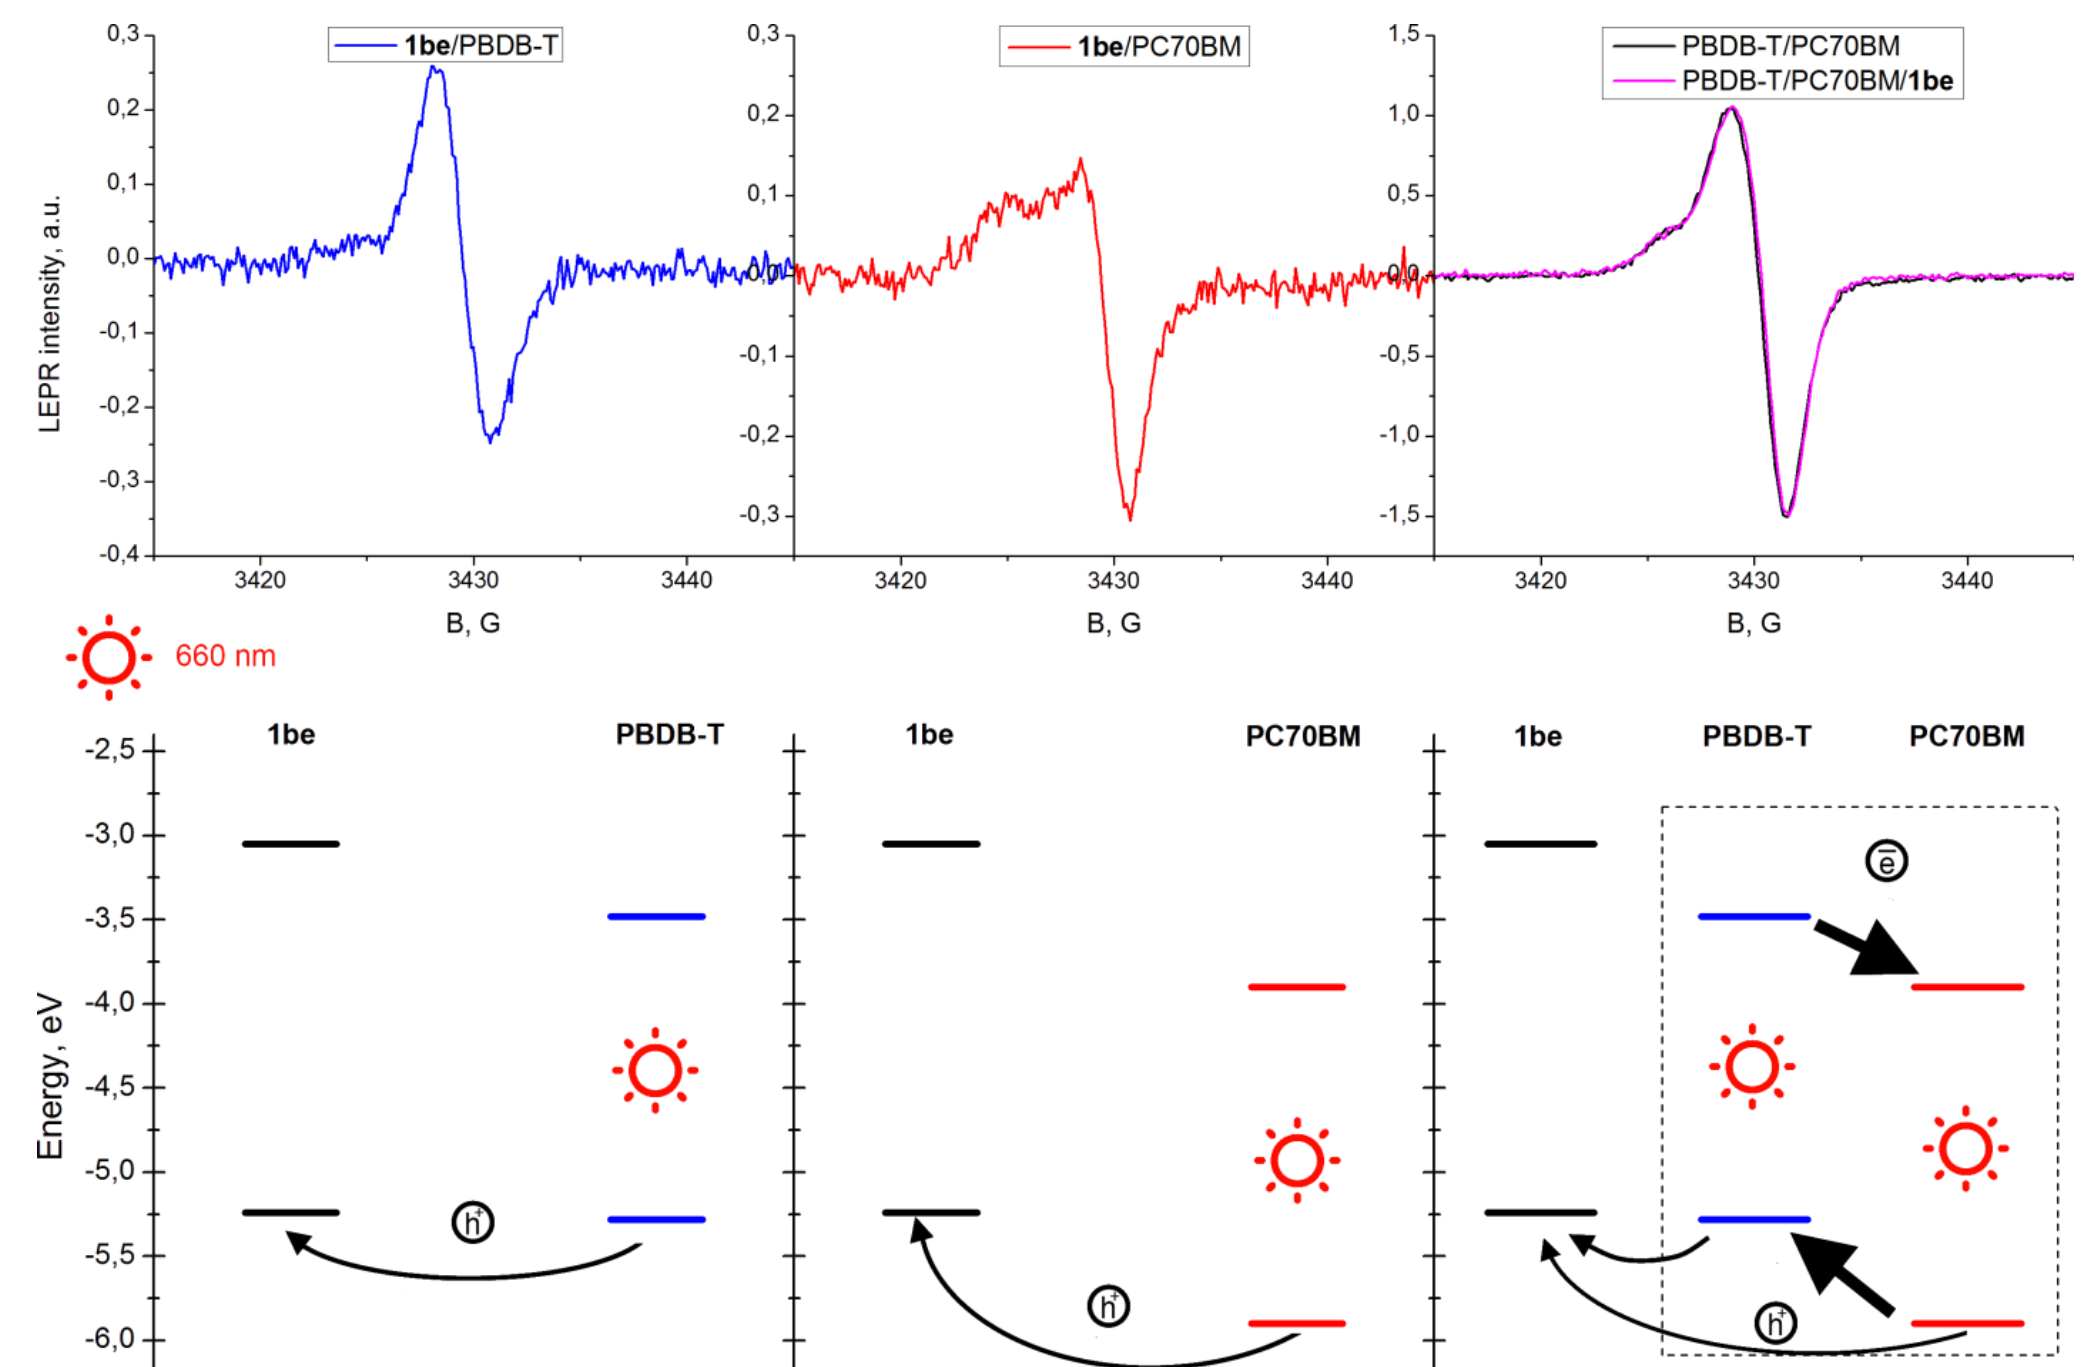 1be/PBDB-T
0,3
0,2
0,1
0,0
-0,1
-0,2
-0,3
-0,4
LEPR intensity, a.u.
3420
3430
3440
B, G
1be/PC70BM
0,3
0,2
0,1
0,0
-0,1
-0,2
-0,3
3420
3430
3440
B, G
PBDB-T/PC70BM
PBDB-T/PC70BM/1be
1,5
1,0
0,5
0,0
-0,5
-1,0
-1,5
3420
3430
3440
B, G
660 nm
1be
PBDB-T
-2,5
-3,0
-3,5
-4,0
-4,5
-5,0
-5,5
-6,0
Energy, eV
h+
1be
PC70BM
h+
1be
PBDB-T
PC70BM
e̅
h+